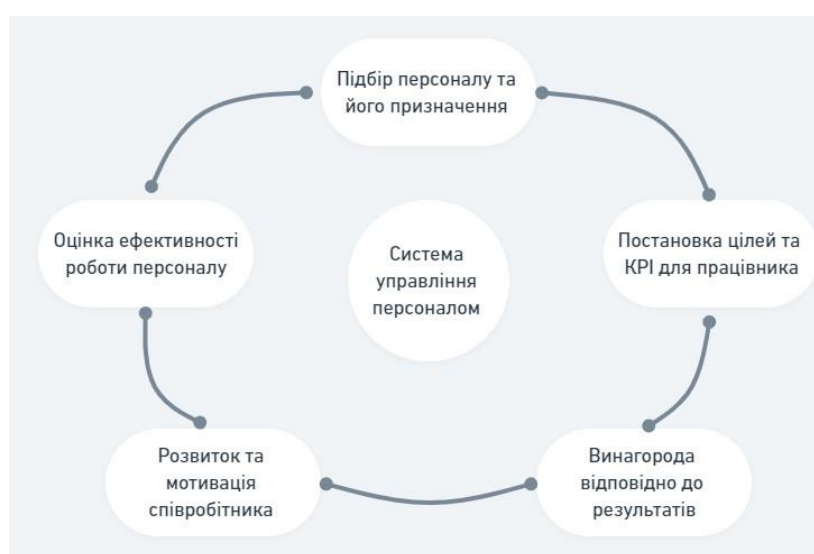 Підбір персоналу та
його призначення
Постановка цілей та
KPI для працівника
Винагорода
відповідно до
результатів
Розвиток та
мотивація
співробітника
Оцінка ефективності
роботи персоналу
Система
управління
персоналом